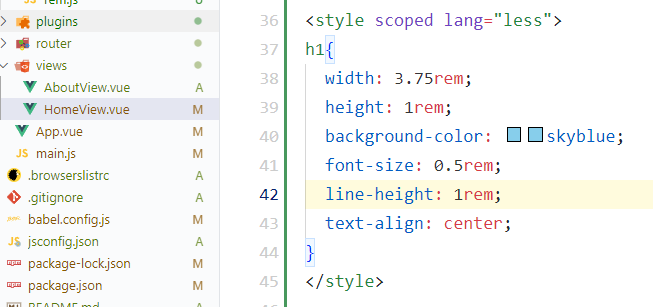 rem.js
plugins
router
views
AboutView.vue A
HomeView.vue M
App.vue M
main.js M
.browserslistrc A
.gitignore A
babel.config.js A
jsconfig.json A
package-lock.json M
package.json M
README.md
36 <style scoped lang="less">
37 h1{
38 width: 3.75rem;
39 height: 1rem;
40 background-color: skyblue;
41 font-size: 0.5rem;
42 line-height: 1rem;
43 text-align: center;
44 }
45 </style>